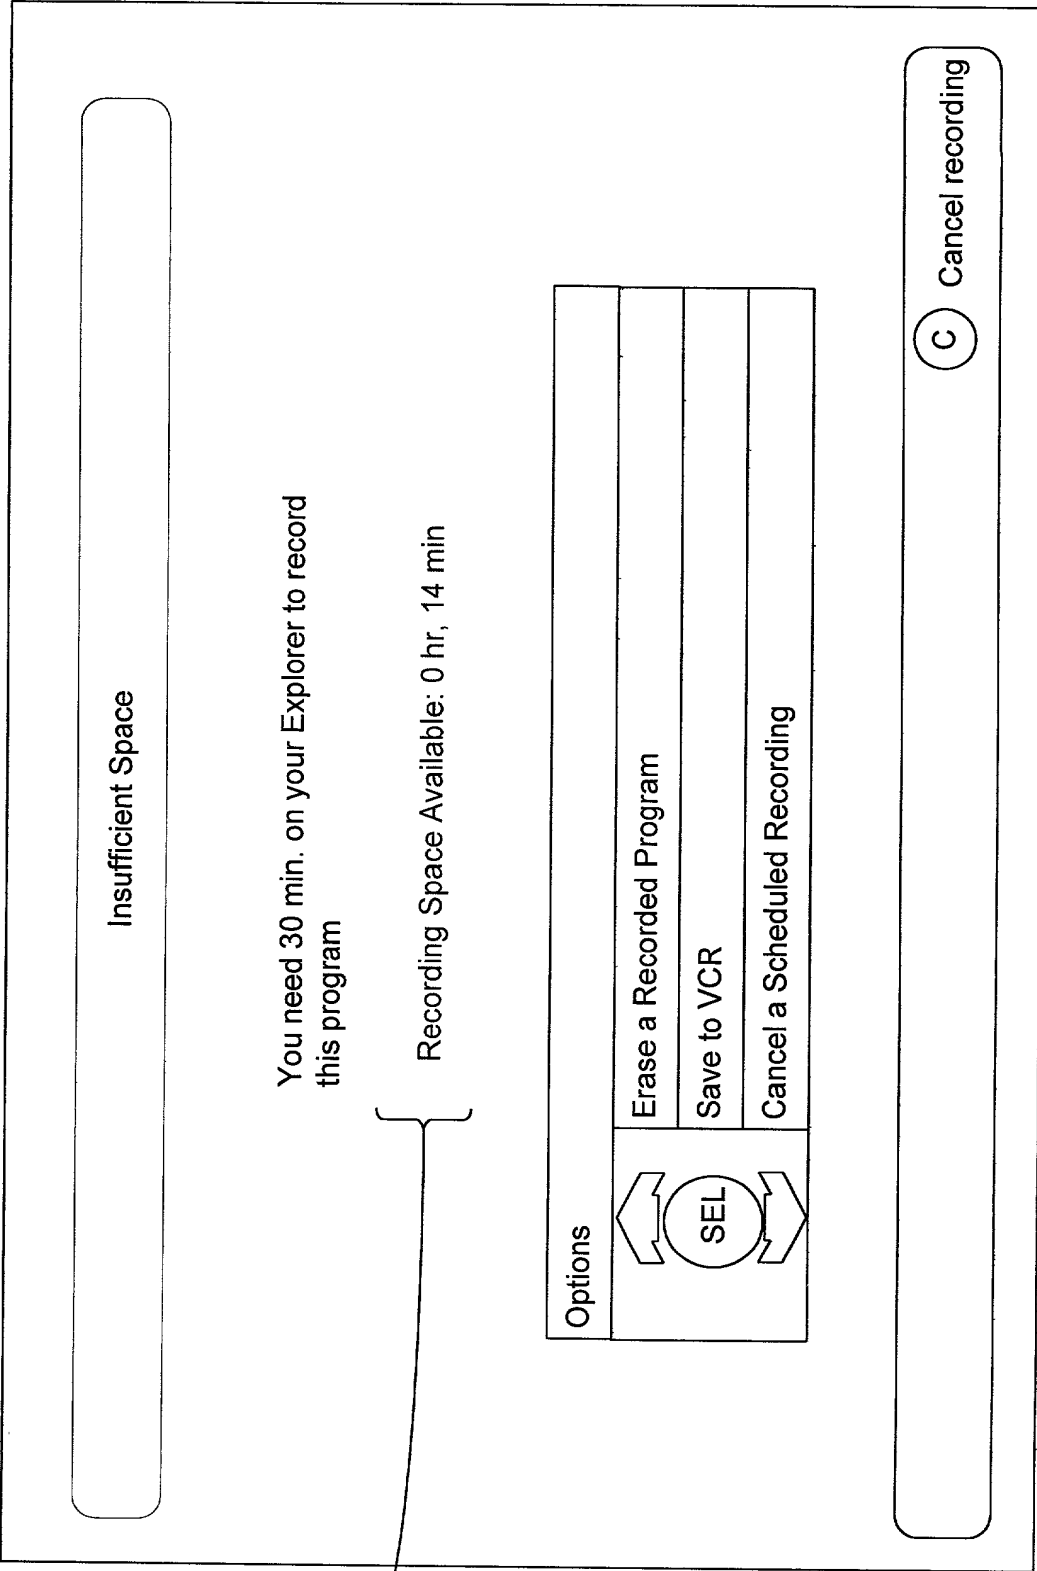 Insufficient Space
You need 30 min. on your Explorer to record
this program
Recording Space Available: 0 hr, 14 min
Options
SEL
Erase a Recorded Program
Save to VCR
Cancel a Scheduled Recording
C Cancel recording